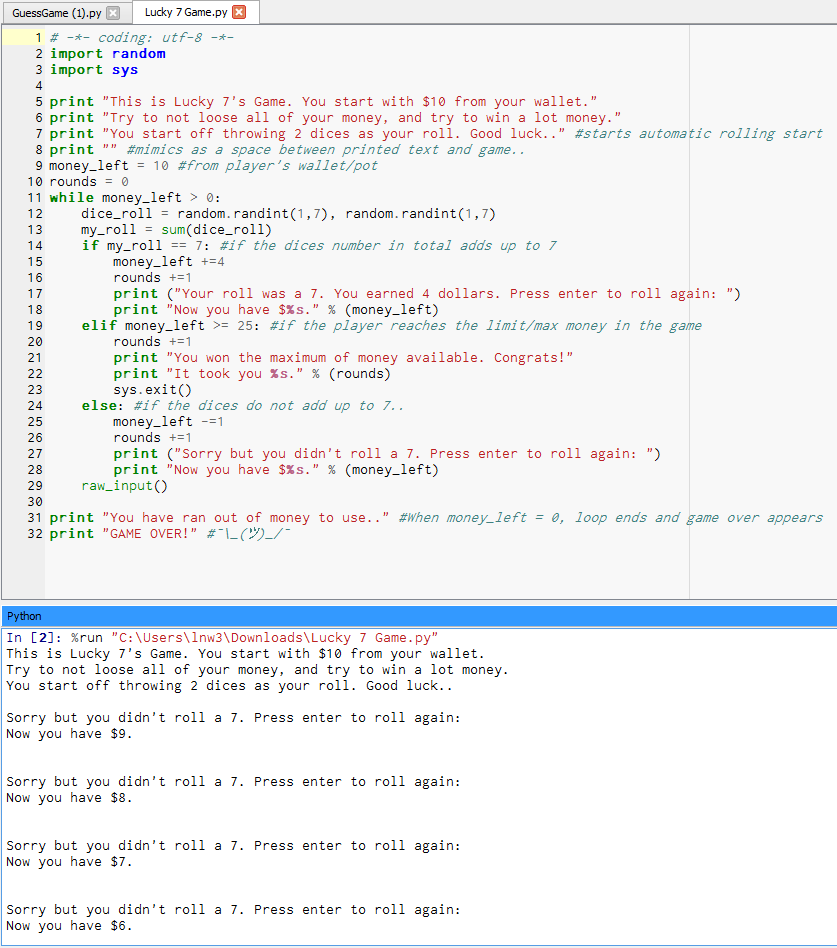 GuessGame (1).py Lucky 7 Game.py
1 # -*- coding: utf-8 -*-
2 import random
3 import sys
4
5 print "This is Lucky 7's Game. You start with $10 from your wallet."
6 print "Try to not loose all of your money, and try to win a lot money."
7 print "You start off throwing 2 dices as your roll. Good luck.." #starts automatic rolling start
8 print "" #mimics as a space between printed text and game..
9 money_left = 10 #from player's wallet/pot
10 rounds = 0
11 while money_left > 0:
12     dice_roll = random.randint(1,7), random.randint(1,7)
13     my_roll = sum(dice_roll)
14     if my_roll == 7: #if the dices number in total adds up to 7
15         money_left +=4
16         rounds +=1
17         print ("Your roll was a 7. You earned 4 dollars. Press enter to roll again: ")
18         print "Now you have $%s." % (money_left)
19     elif money_left >= 25: #if the player reaches the limit/max money in the game
20         rounds +=1
21         print "You won the maximum of money available. Congrats!"
22         print "It took you %s." % (rounds)
23         sys.exit()
24     else: #if the dices do not add up to 7..
25         money_left -=1
26         rounds +=1
27         print ("Sorry but you didn't roll a 7. Press enter to roll again: ")
28         print "Now you have $%s." % (money_left)
29     raw_input()
30
31 print "You have ran out of money to use.." #When money_left = 0, loop ends and game over appears
32 print "GAME OVER!" #¯\_(ツ)_/¯
Python
In [2]: %run "C:\Users\lnw3\Downloads\Lucky 7 Game.py"
This is Lucky 7's Game. You start with $10 from your wallet.
Try to not loose all of your money, and try to win a lot money.
You start off throwing 2 dices as your roll. Good luck..

Sorry but you didn't roll a 7. Press enter to roll again:
Now you have $9.

Sorry but you didn't roll a 7. Press enter to roll again:
Now you have $8.

Sorry but you didn't roll a 7. Press enter to roll again:
Now you have $7.

Sorry but you didn't roll a 7. Press enter to roll again:
Now you have $6.